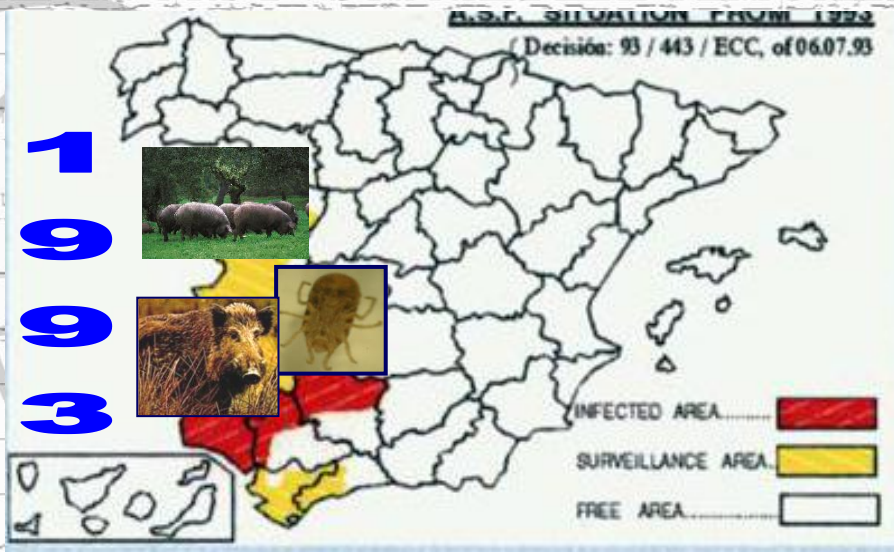 A.S.F. SITUATION FROM 1993
( Decisión: 93 / 443 / ECC, of 06.07.93
1
9
9
3
INFECTED AREA..........
SURVEILLANCE AREA..
FREE AREA..................